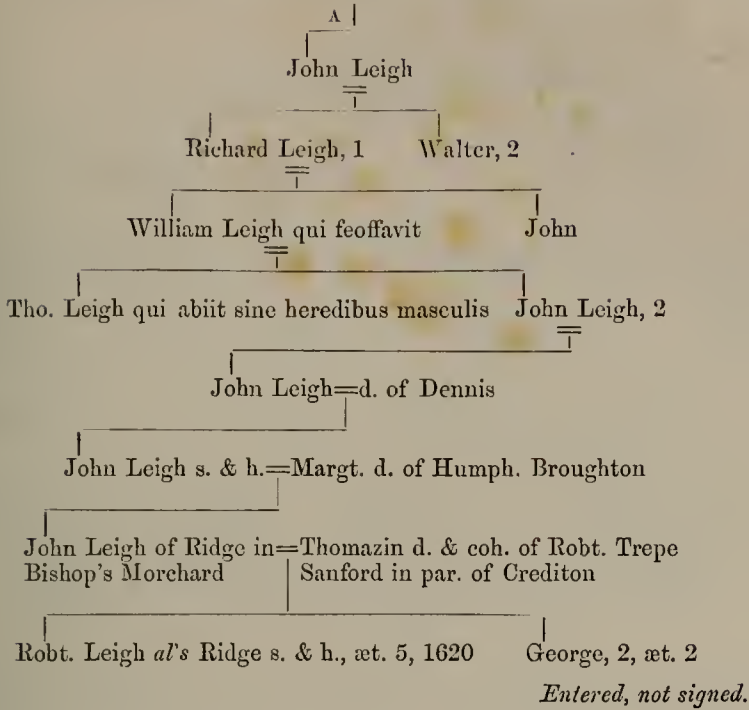 A
John Leigh
Richard Leigh, 1 Walter, 2
William Leigh qui feoffavit John
Tho. Leigh qui abiit sine heredibus masculis John Leigh, 2
John Leigh=d. of Dennis
John Leigh s. & h.=Margt. d. of Humph. Broughton
John Leigh of Ridge in=Thomazin d. & coh. of Robt. Trepe
Bishop's Morchard Sanford in par. of Crediton
Robt. Leigh al's Ridge s. & h., æt. 5, 1620 George, 2, æt. 2
Entered, not signed.